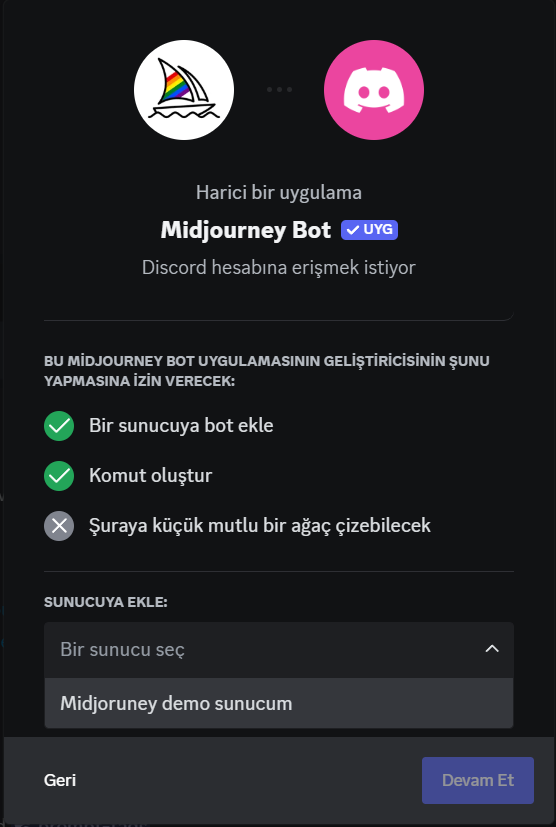 Harici bir uygulama
Midjourney Bot UYG
Discord hesabına erişmek istiyor
BU MİDJOURNEY BOT UYGULAMASININ GELİŞTİRİCİSİNİN ŞUNU
YAPMASINA İZİN VERECEK:
Bir sunucuya bot ekle
Komut oluştur
Şuraya küçük mutlu bir ağaç çizebilecek
SUNUCUYA EKLE:
Bir sunucu seç
Midjoruney demo sunucum
Geri
Devam Et